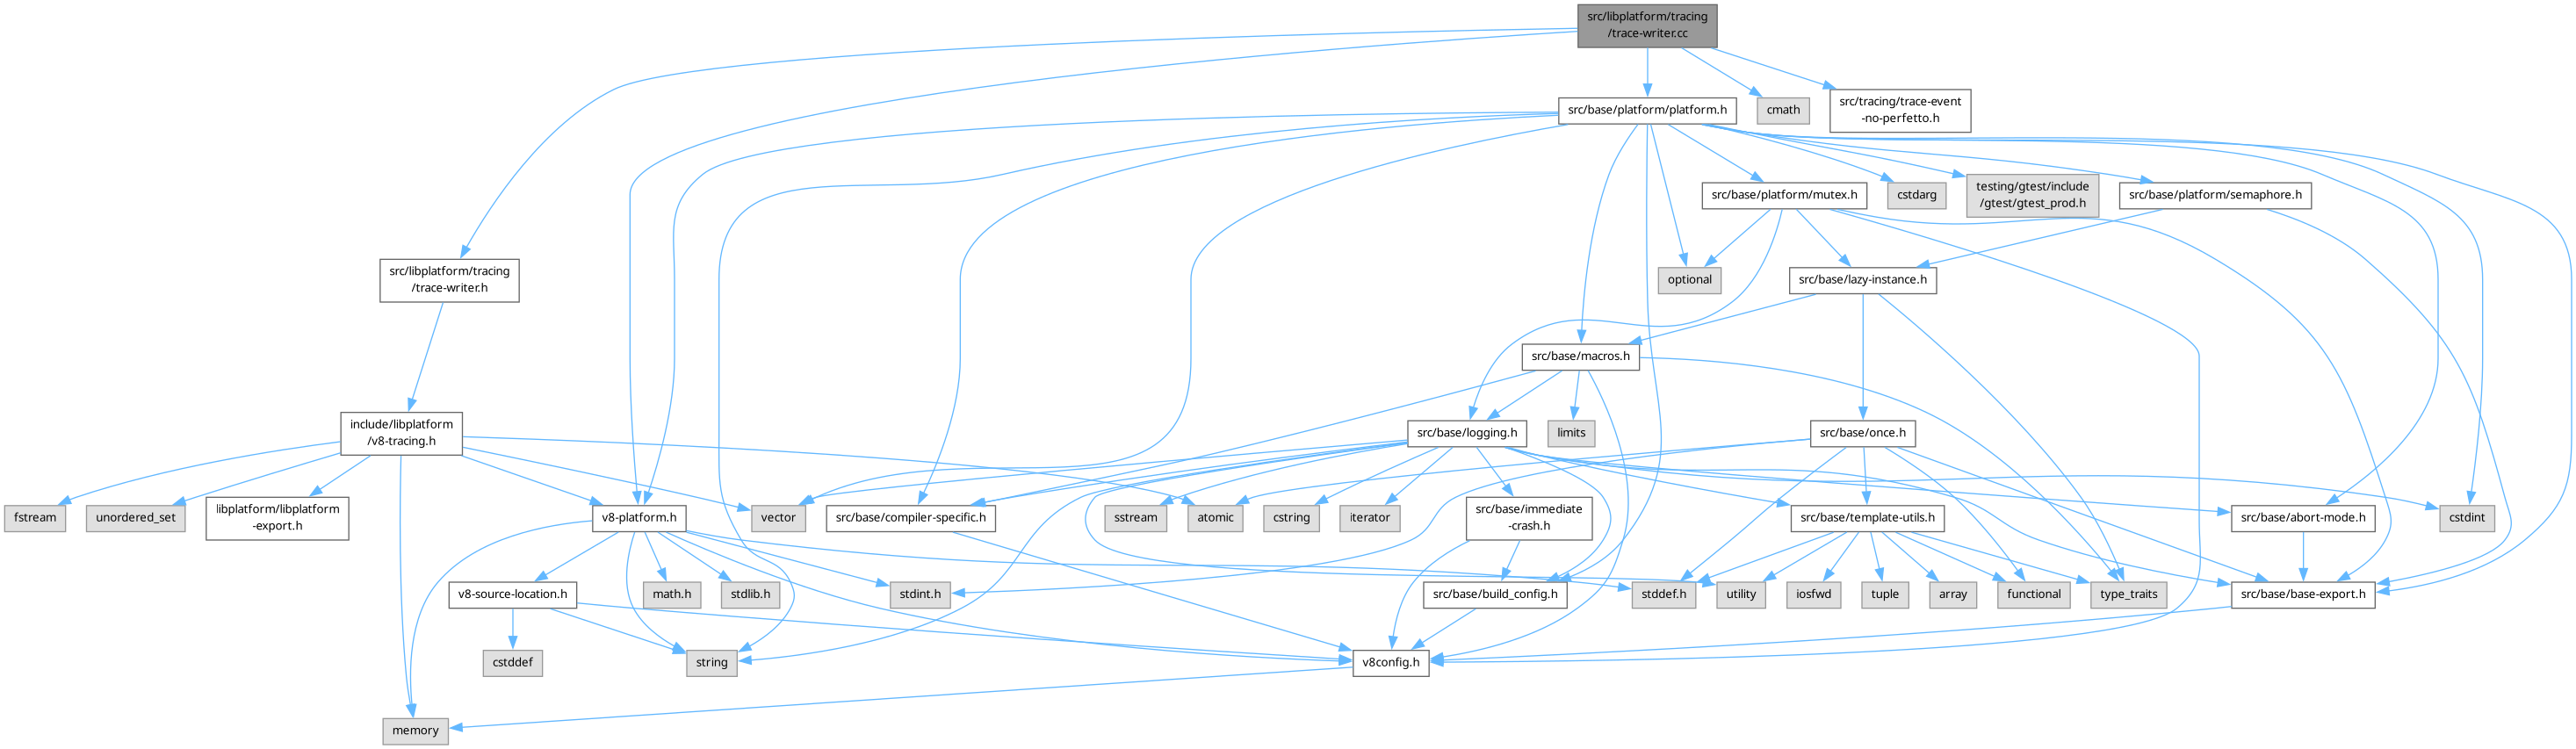 src/libplatform/tracing
/trace-writer.cc
src/base/platform/platform.h
cmath
src/tracing/trace-event
-no-perfetto.h
src/base/platform/mutex.h
cstdarg
testing/gtest/include
/gtest/gtest_prod.h
src/base/platform/semaphore.h
src/libplatform/tracing
/trace-writer.h
optional
src/base/lazy-instance.h
src/base/macros.h
include/libplatform
/v8-tracing.h
src/base/logging.h
limits
src/base/once.h
fstream
unordered_set
libplatform/libplatform
-export.h
v8-platform.h
vector
src/base/compiler-specific.h
sstream
atomic
cstring
iterator
src/base/immediate
-crash.h
src/base/template-utils.h
src/base/abort-mode.h
cstdint
v8-source-location.h
math.h
stdlib.h
stdint.h
src/base/build_config.h
stddef.h
utility
iosfwd
tuple
array
functional
type_traits
src/base/base-export.h
cstddef
string
v8config.h
memory